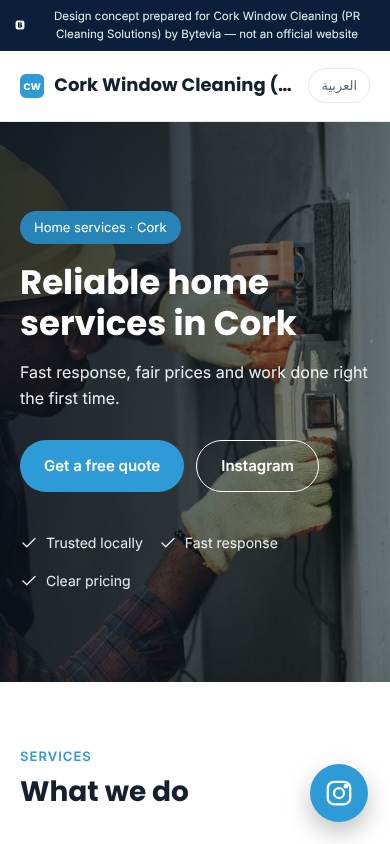 Design concept prepared for Cork Window Cleaning (PR
Cleaning Solutions) by Bytevia — not an official website
CW
Cork Window Cleaning (...
العربية
Home services · Cork
Reliable home
services in Cork
Fast response, fair prices and work done right
the first time.
Get a free quote
Instagram
Trusted locally
Fast response
Clear pricing
SERVICES
What we do